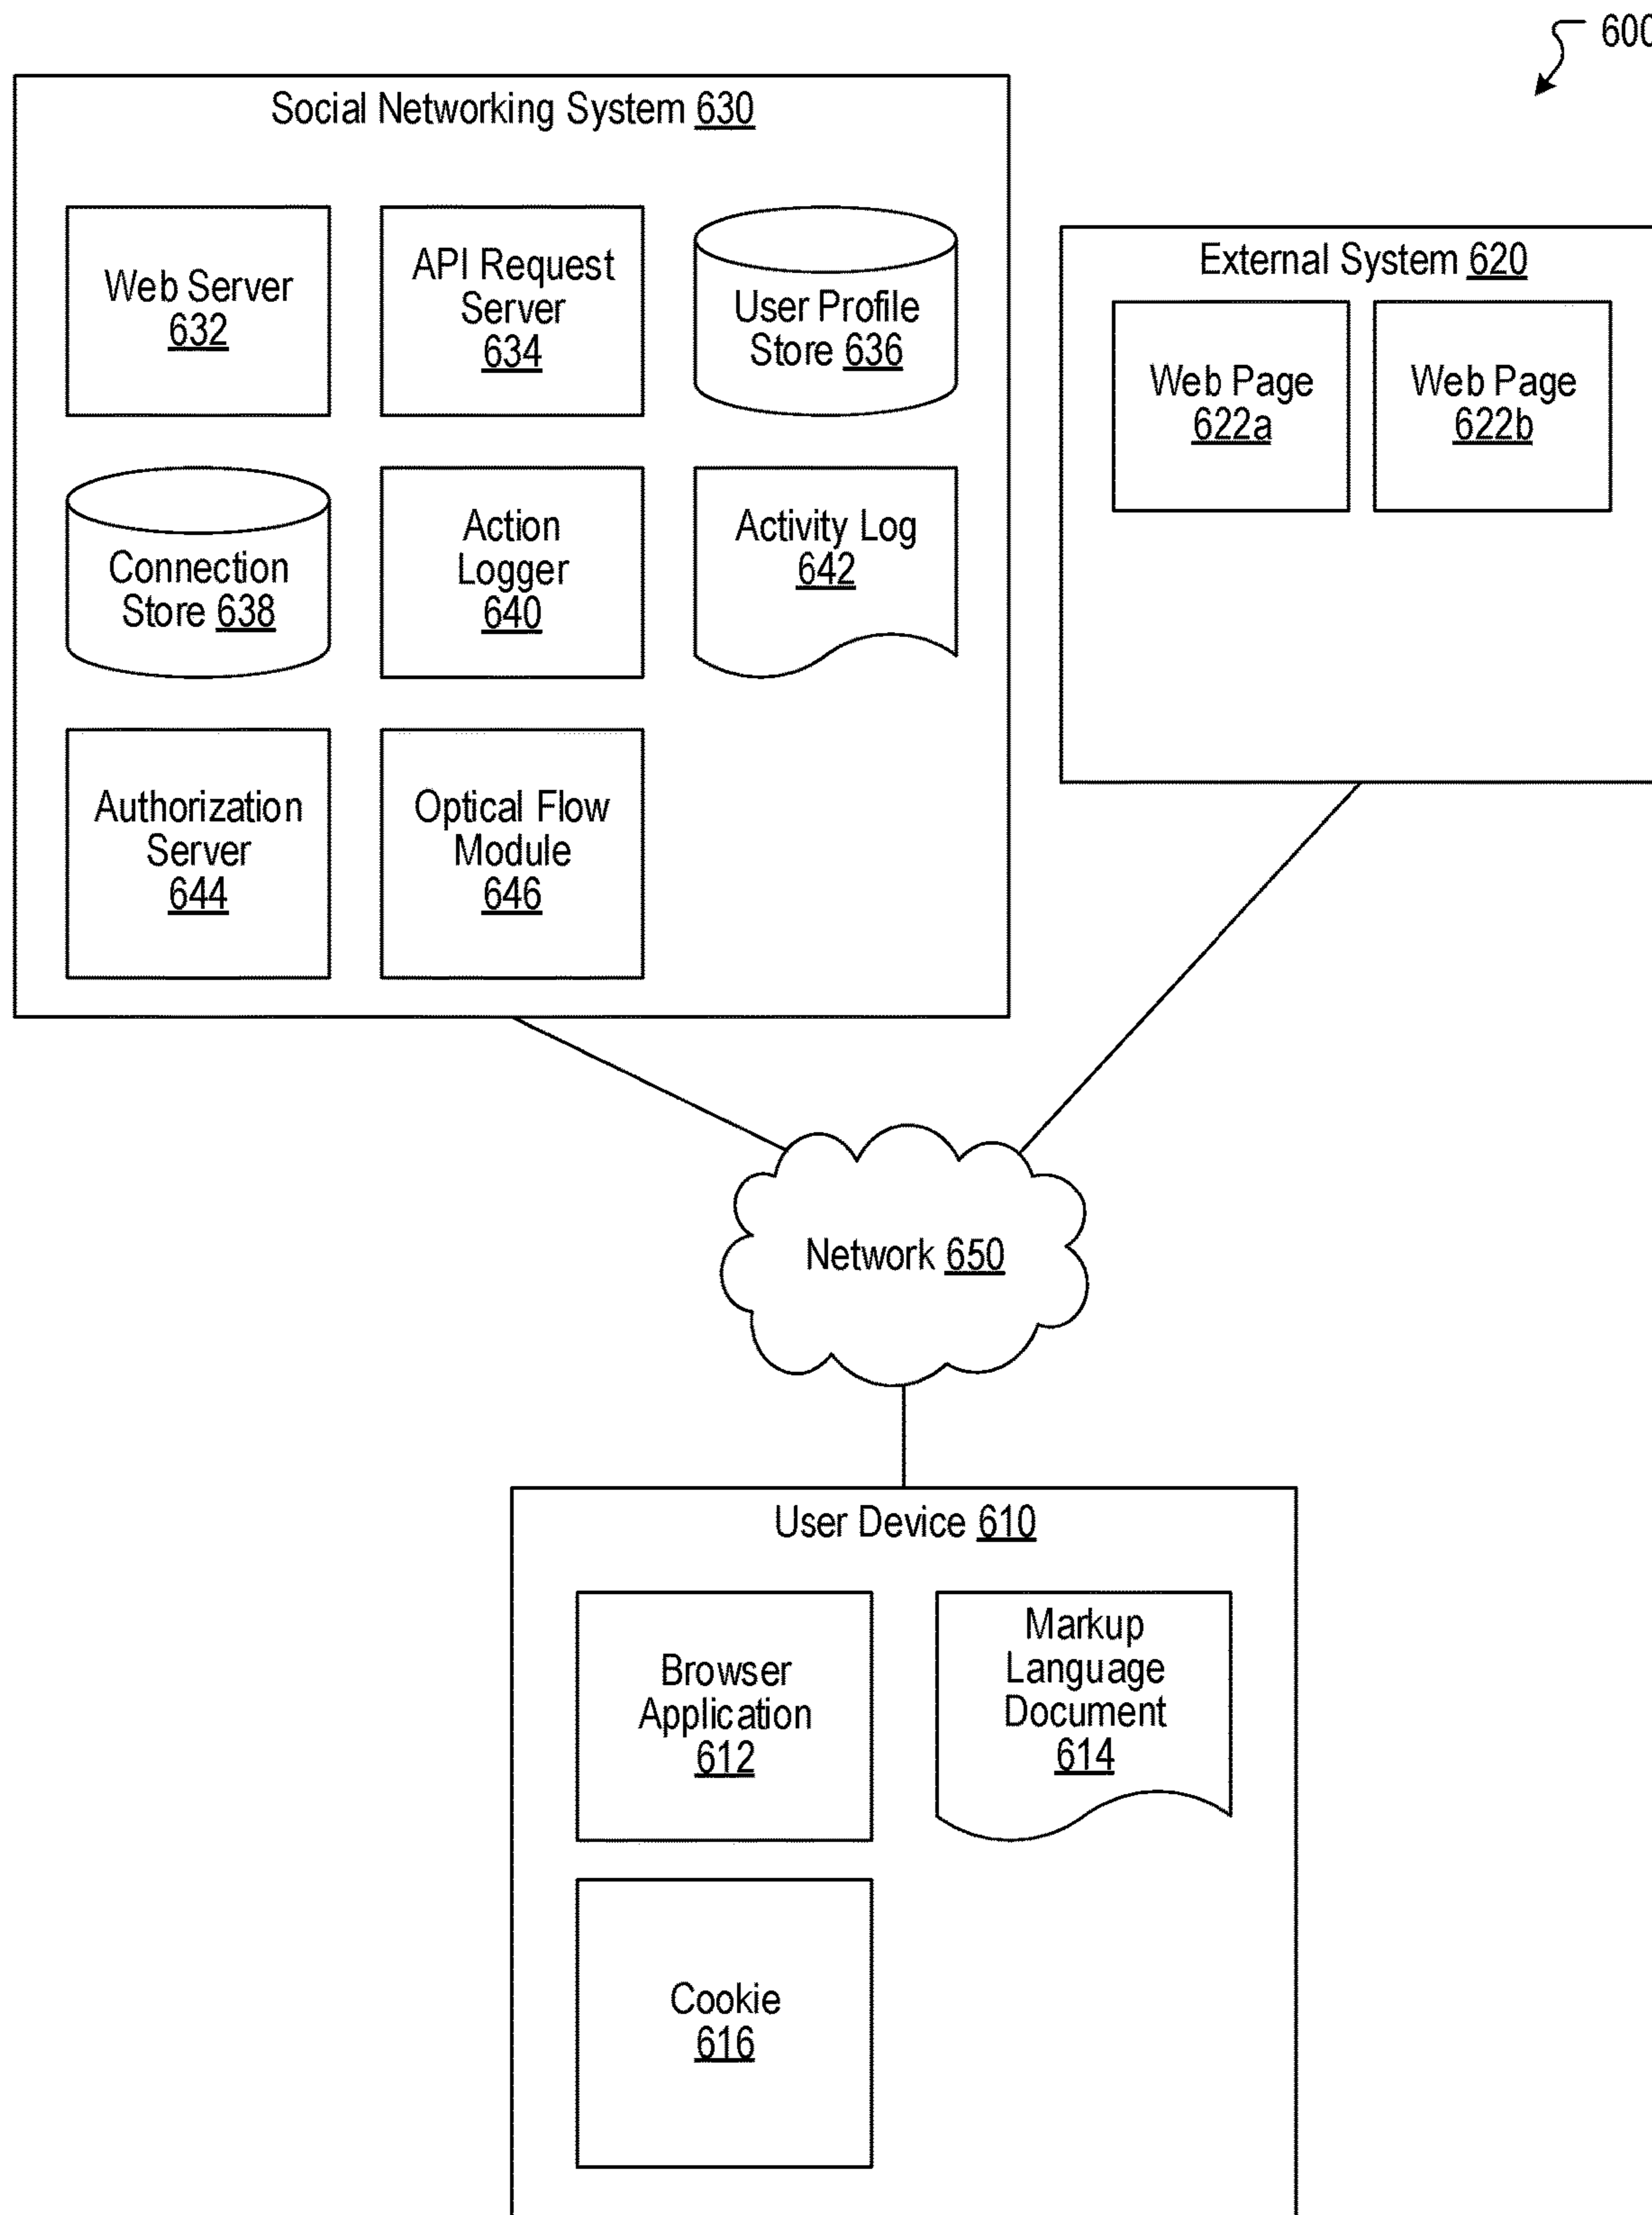 600
Social Networking System 630
Web Server
632
API Request
Server
634
User Profile
Store 636
Connection
Store 638
Action
Logger
640
Activity Log
642
Authorization
Server
644
Optical Flow
Module
646
External System 620
Web Page
622a
Web Page
622b
Network 650
User Device 610
Browser
Application
612
Markup
Language
Document
614
Cookie
616